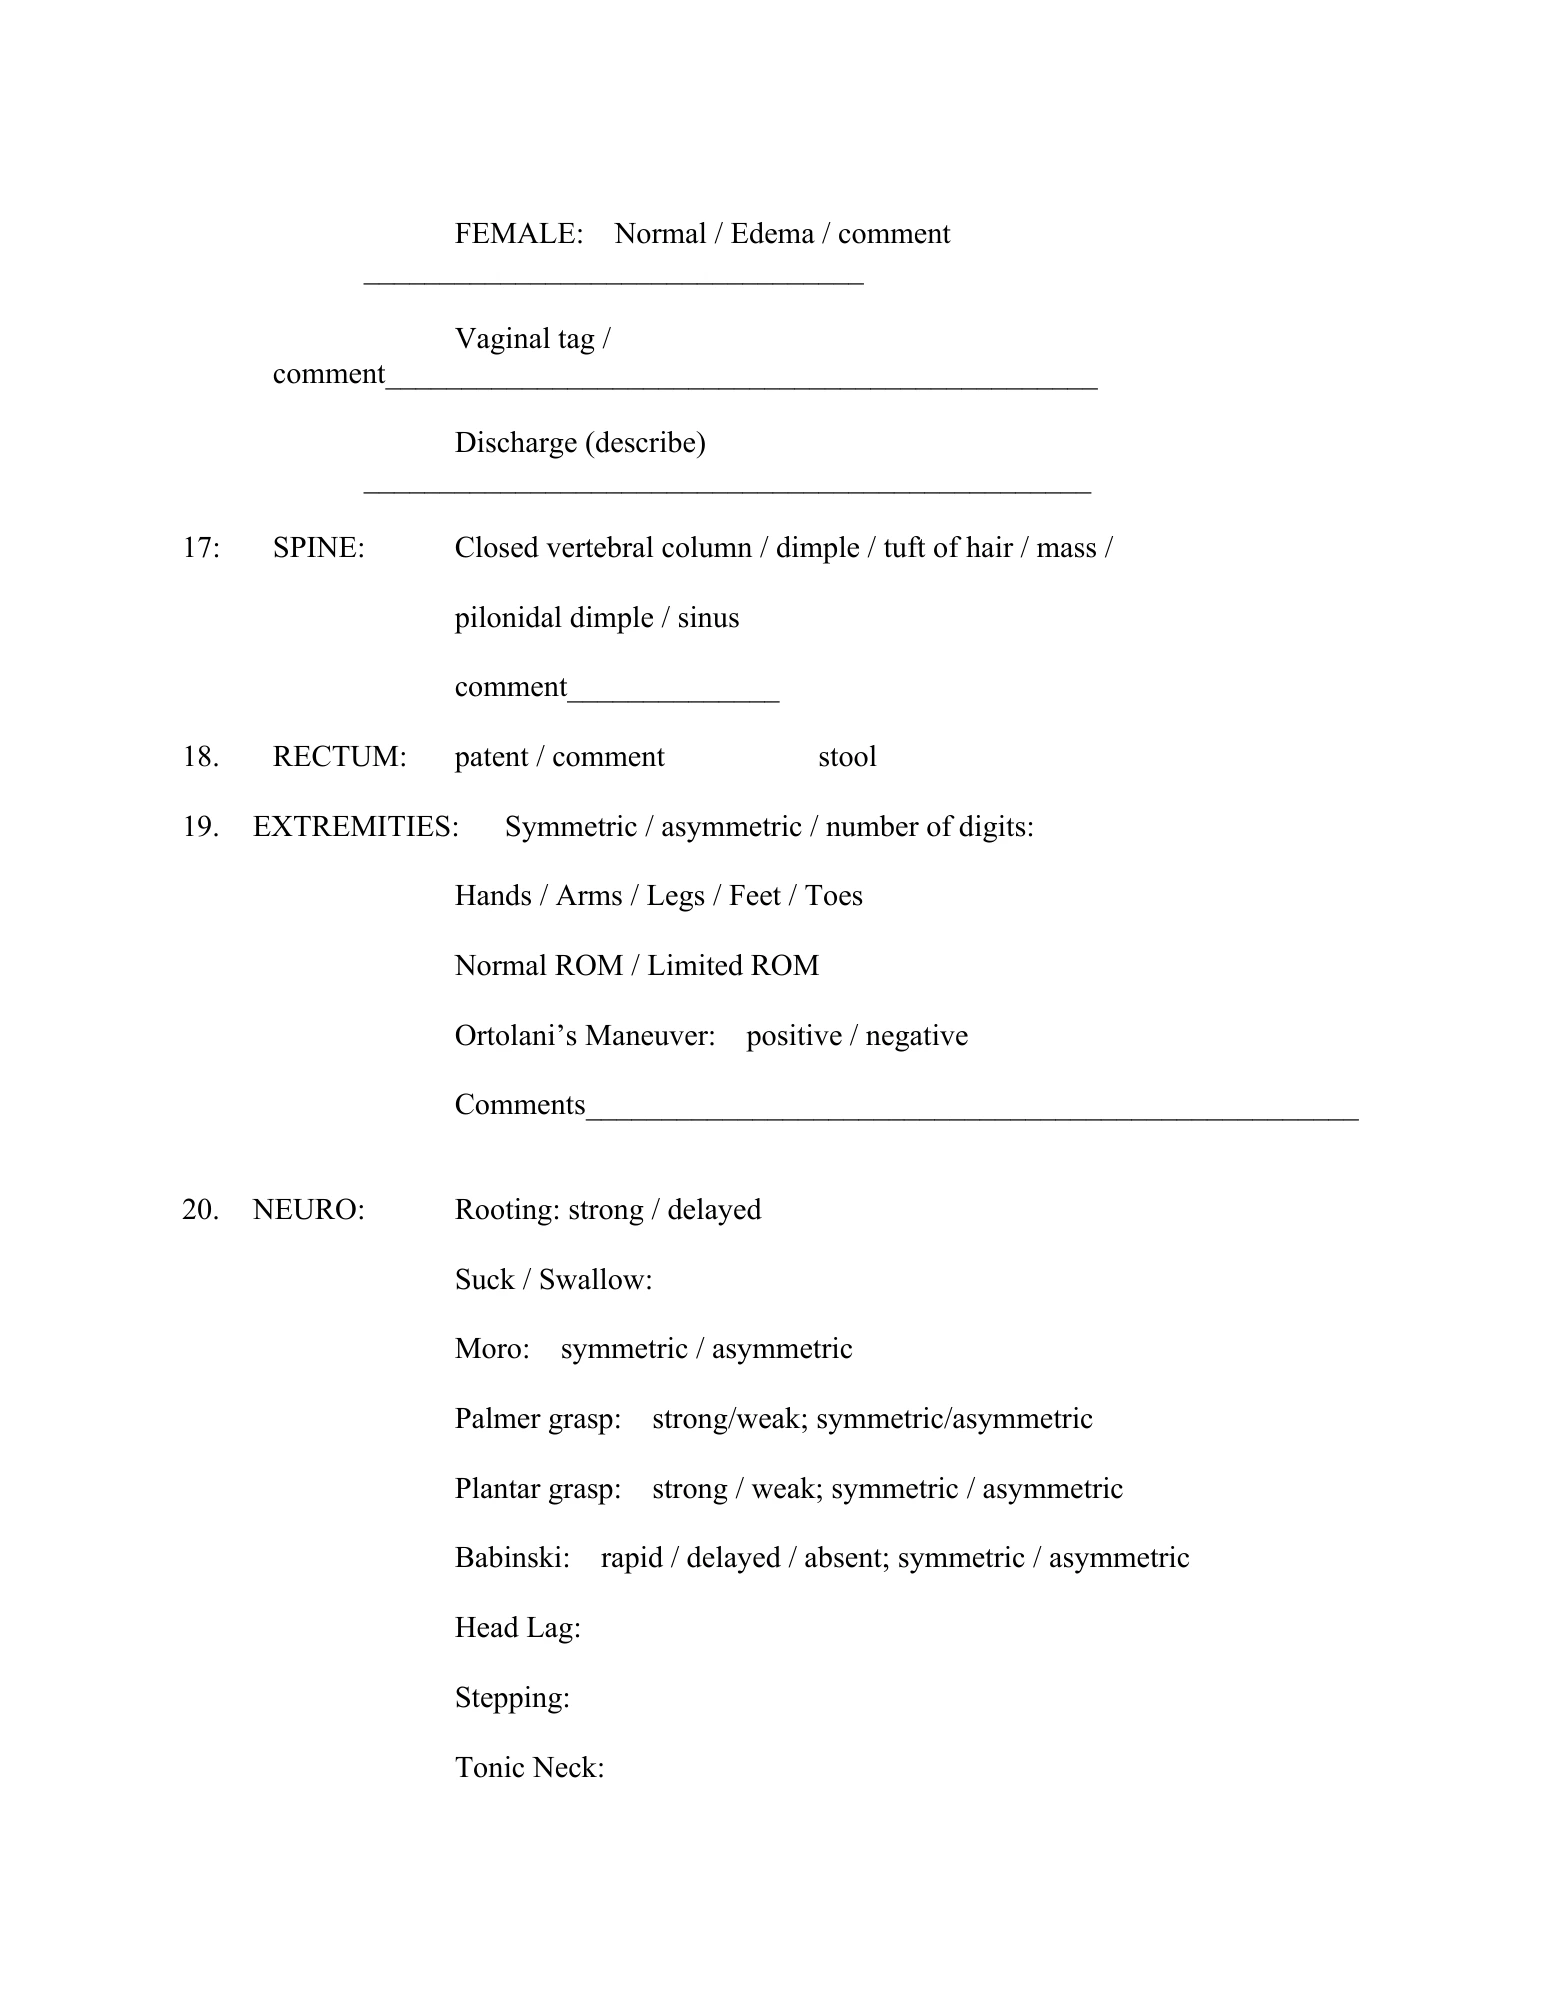 FEMALE: Normal / Edema / comment
_________________________________
Vaginal tag /
comment_______________________________________________
Discharge (describe)
________________________________________________
17: SPINE: Closed vertebral column / dimple / tuft of hair / mass /
pilonidal dimple / sinus
comment______________
18. RECTUM: patent / comment stool
19. EXTREMITIES: Symmetric / asymmetric / number of digits:
Hands / Arms / Legs / Feet / Toes
Normal ROM / Limited ROM
Ortolani’s Maneuver: positive / negative
Comments___________________________________________________
20. NEURO: Rooting: strong / delayed
Suck / Swallow:
Moro: symmetric / asymmetric
Palmer grasp: strong/weak; symmetric/asymmetric
Plantar grasp: strong / weak; symmetric / asymmetric
Babinski: rapid / delayed / absent; symmetric / asymmetric
Head Lag:
Stepping:
Tonic Neck: